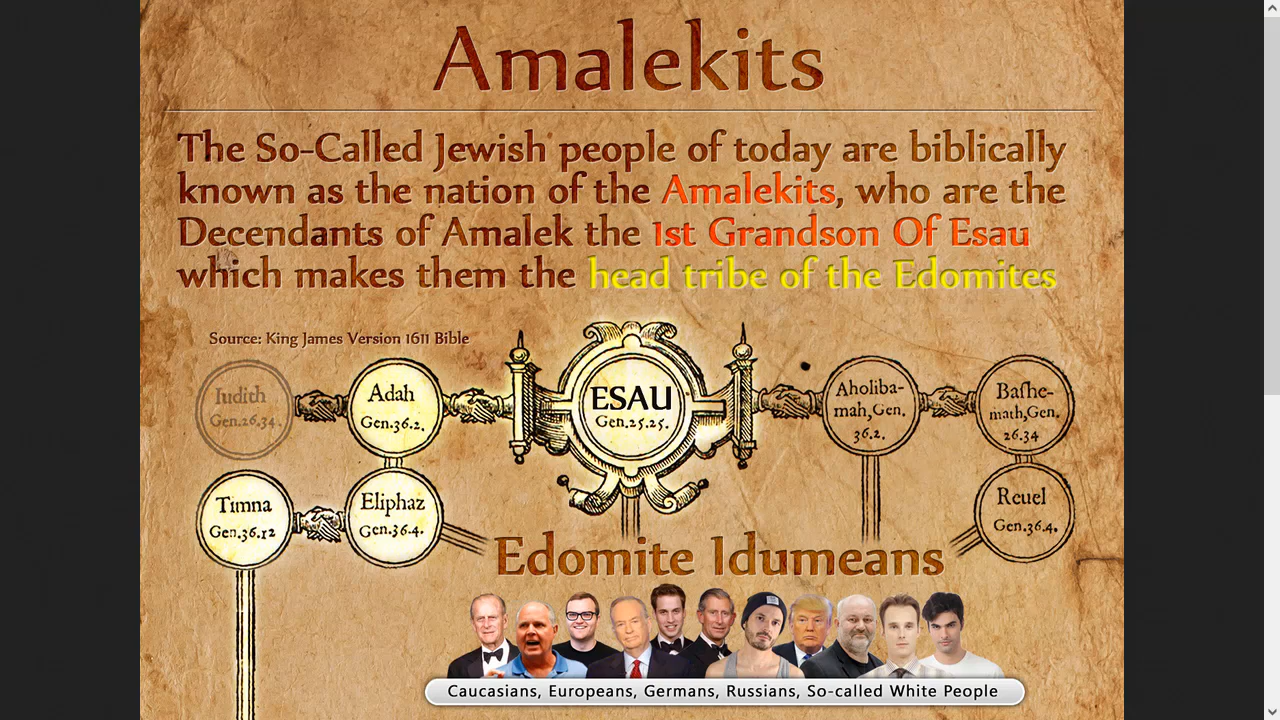 Amalekits
The So-Called Jewish people of today are biblically
known as the nation of the Amalekits, who are the
Decendants of Amalek the 1st Grandson Of Esau
which makes them the head tribe of the Edomites
Source: King James Version 1611 Bible
Iudith
Gen.26.34.
Adah
Gen.36.2.
ESAU
Gen.25.25.
Aholiba-
mah,Gen.
36.2.
Baſhe-
math,Gen.
26.34
Timna
Gen.36.12
Eliphaz
Gen.36.4.
Reuel
Gen.36.4.
Edomite Idumeans
Caucasians, Europeans, Germans, Russians, So-called White People